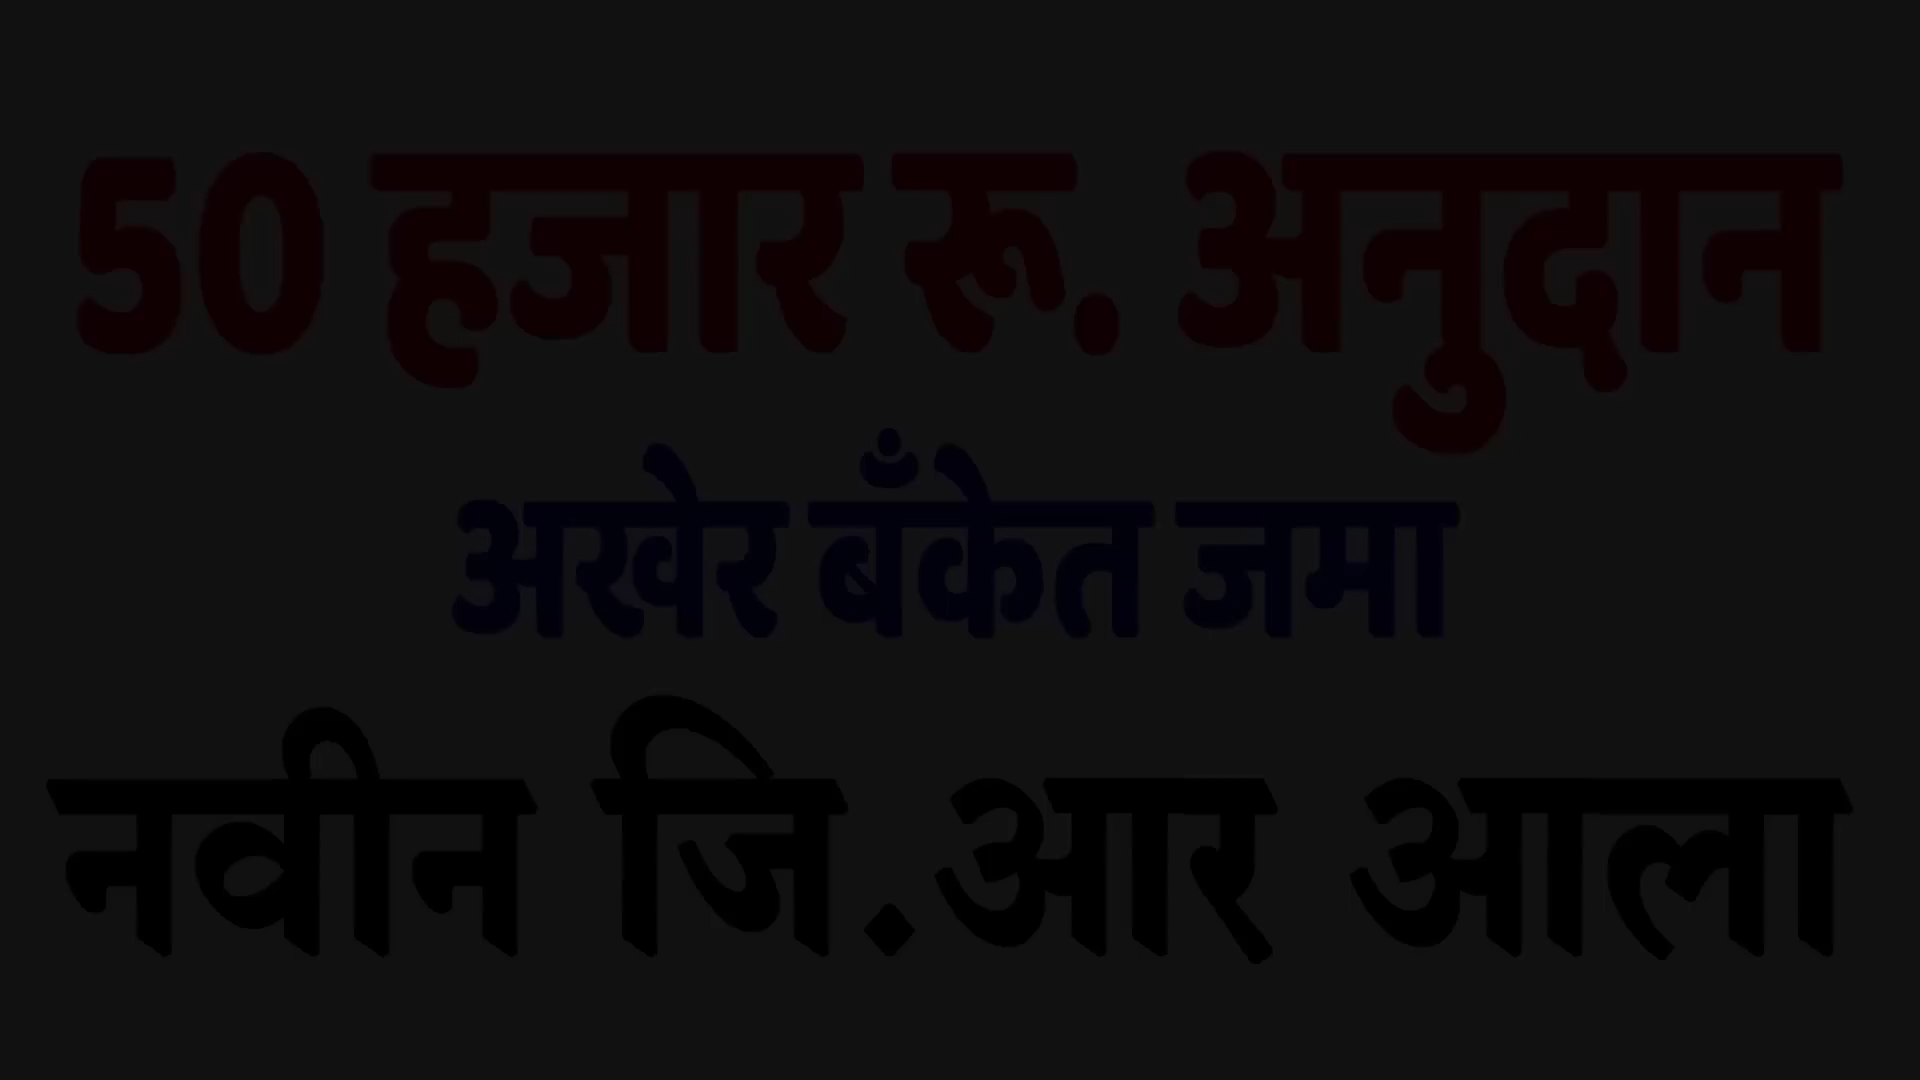 50 हजार रू. अनुदान
अखेर बँकेत जमा
नवीन जि.आर आला